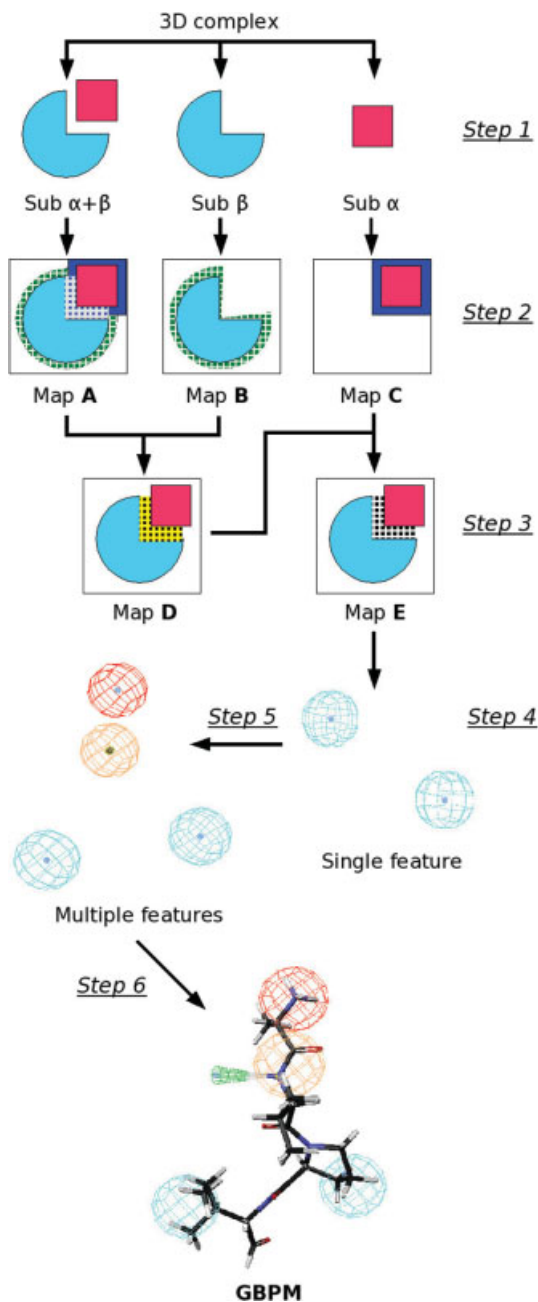 3D complex
Step 1
Sub α+β
Sub β
Sub α
Step 2
Map A
Map B
Map C
Step 3
Map D
Map E
Step 5
Step 4
Single feature
Multiple features
Step 6
GBPM